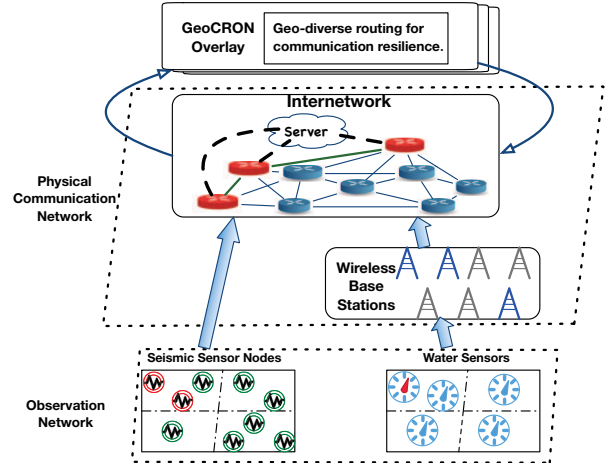 GeoCRON
Overlay
Geo-diverse routing for
communication resilience.
Internetwork
Server
Physical
Communication
Network
Wireless
Base
Stations
Seismic Sensor Nodes
Water Sensors
Observation
Network